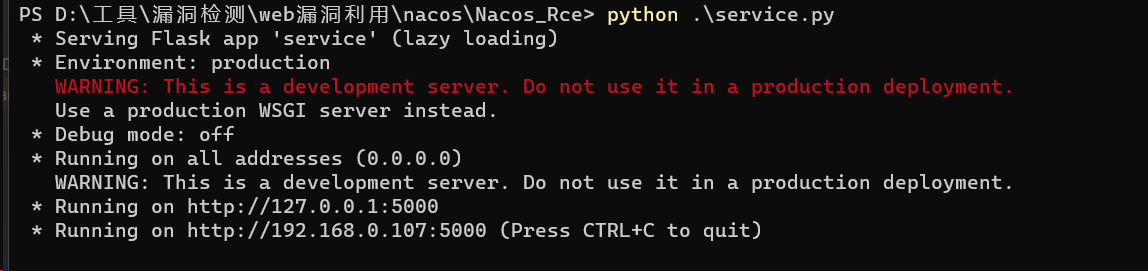 PS D:\工具\漏洞检测\web漏洞利用\nacos\Nacos_Rce> python .\service.py
* Serving Flask app 'service' (lazy loading)
* Environment: production
WARNING: This is a development server. Do not use it in a production deployment.
Use a production WSGI server instead.
* Debug mode: off
* Running on all addresses (0.0.0.0)
WARNING: This is a development server. Do not use it in a production deployment.
* Running on http://127.0.0.1:5000
* Running on http://192.168.0.107:5000 (Press CTRL+C to quit)